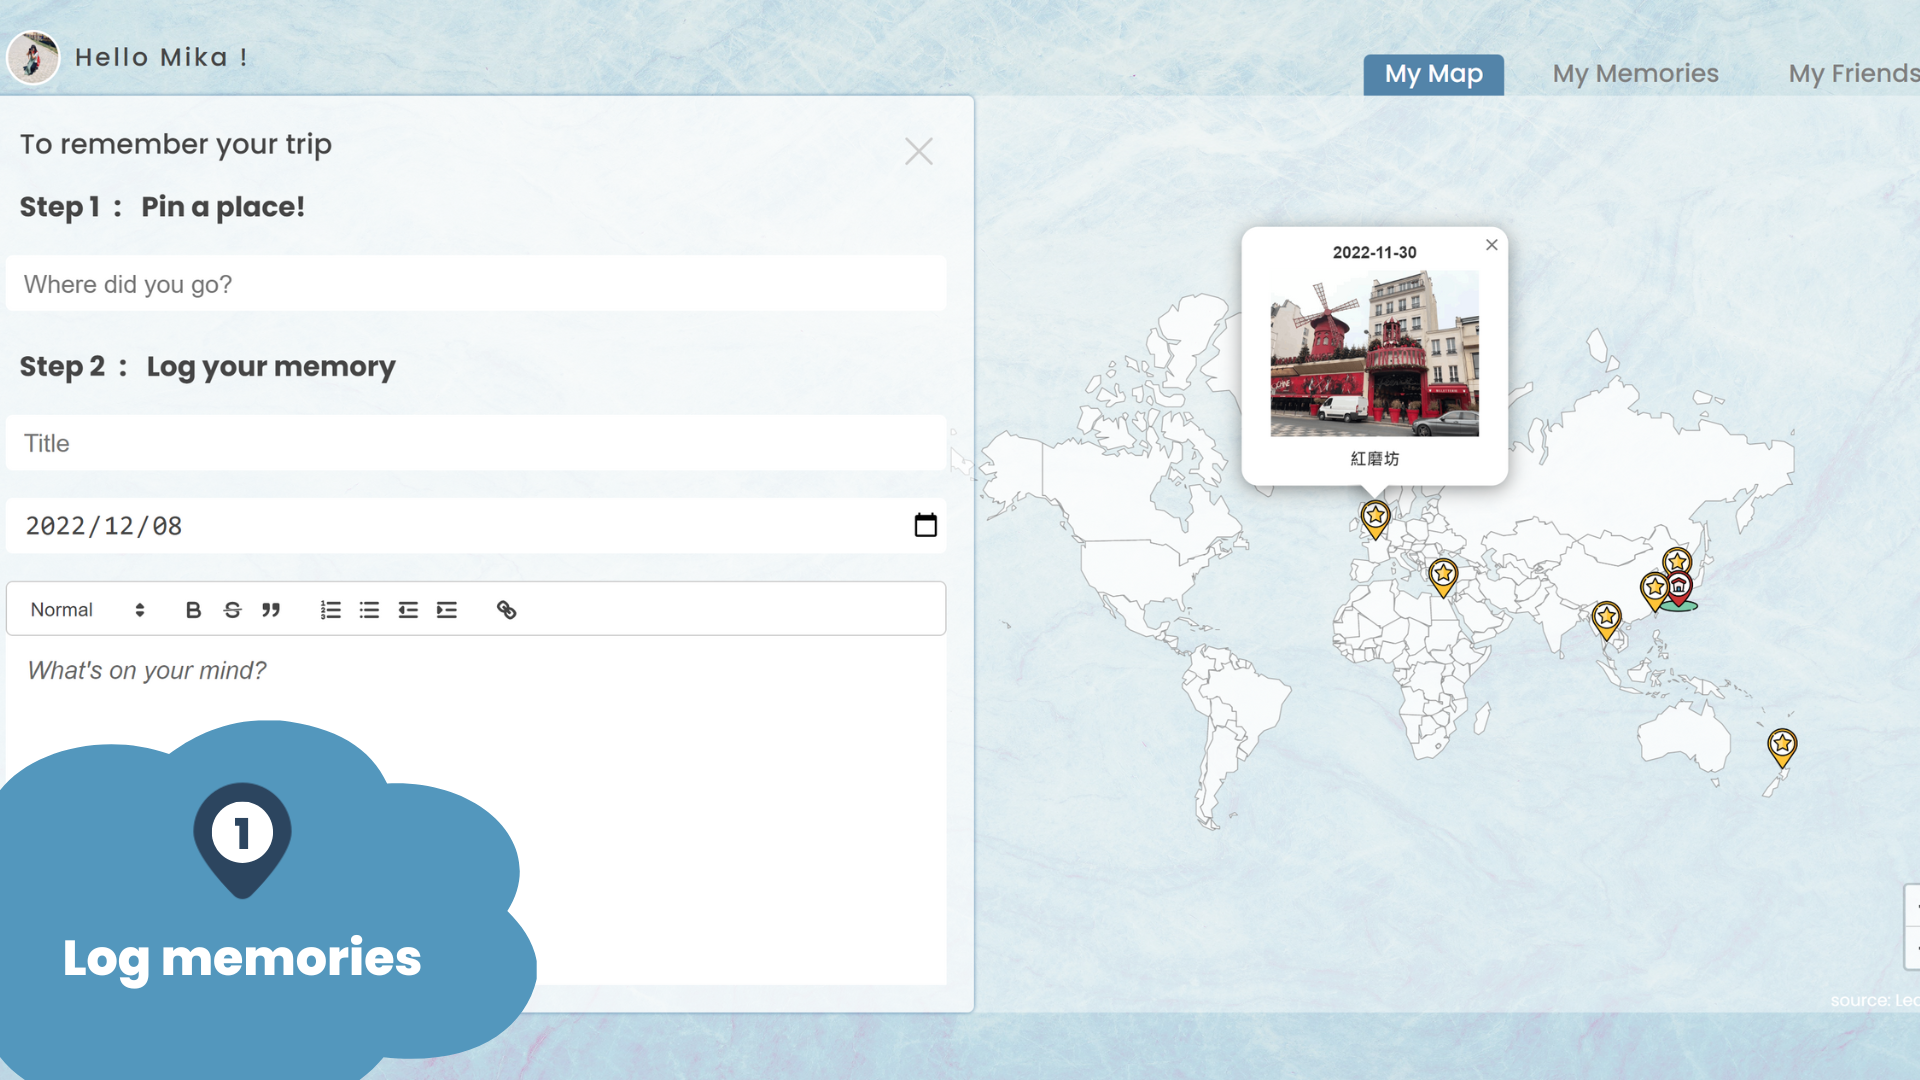 Hello Mika !
My Map
My Memories
My Friends
To remember your trip
Step 1 : Pin a place!
Where did you go?
Step 2 : Log your memory
Title
2022/12/08
Normal
What's on your mind?
2022-11-30
紅磨坊
1
Log memories
source: Lea